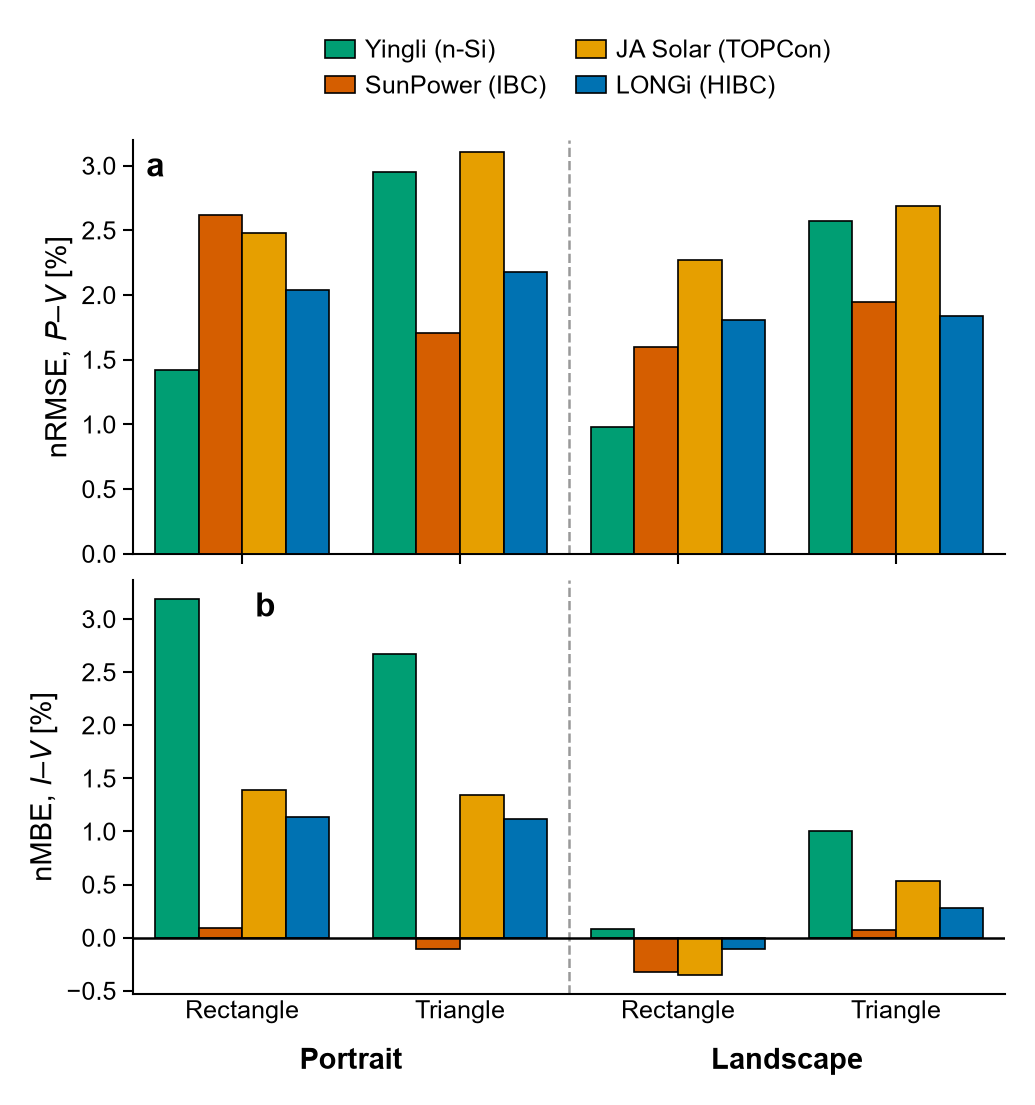 Yingli (n-Si)
SunPower (IBC)
JA Solar (TOPCon)
LONGi (HIBC)
a
nRMSE, P–V [%]
3.0
2.5
2.0
1.5
1.0
0.5
0.0
b
nMBE, I–V [%]
3.0
2.5
2.0
1.5
1.0
0.5
0.0
−0.5
Rectangle Triangle Rectangle Triangle
Portrait Landscape